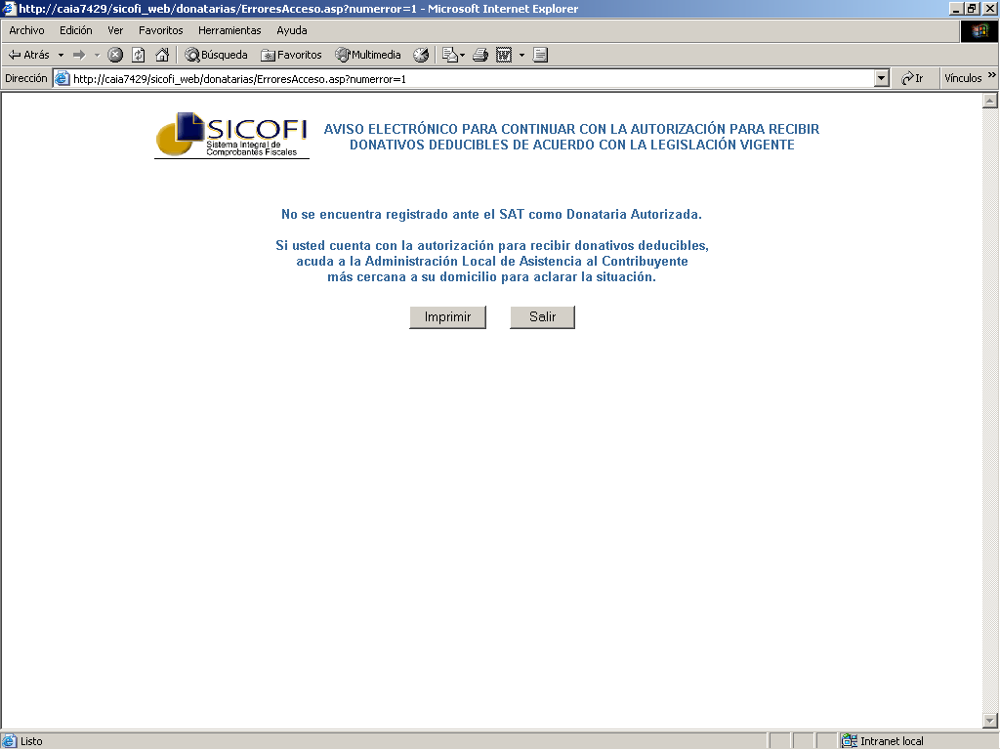 http://caia7429/sicofi_web/donatarias/ErroresAcceso.asp?numerror=1 - Microsoft Internet Explorer
Archivo Edición Ver Favoritos Herramientas Ayuda
Atrás Búsqueda Favoritos Multimedia
Dirección http://caia7429/sicofi_web/donatarias/ErroresAcceso.asp?numerror=1 Ir Vínculos »
SICOFI
Sistema Integral de
Comprobantes Fiscales
AVISO ELECTRÓNICO PARA CONTINUAR CON LA AUTORIZACIÓN PARA RECIBIR
DONATIVOS DEDUCIBLES DE ACUERDO CON LA LEGISLACIÓN VIGENTE
No se encuentra registrado ante el SAT como Donataria Autorizada.
Si usted cuenta con la autorización para recibir donativos deducibles,
acuda a la Administración Local de Asistencia al Contribuyente
más cercana a su domicilio para aclarar la situación.
Imprimir Salir
Listo Intranet local